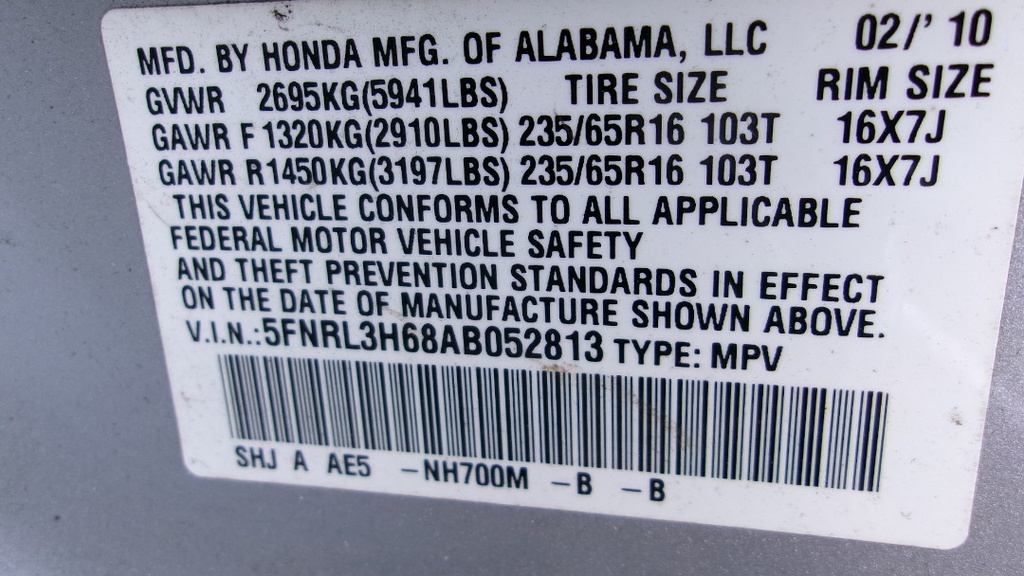 MFD. BY HONDA MFG. OF ALABAMA, LLC 02/' 10
GVWR 2695KG(5941LBS) TIRE SIZE RIM SIZE
GAWR F 1320KG(2910LBS) 235/65R16 103T 16X7J
GAWR R1450KG(3197LBS) 235/65R16 103T 16X7J
THIS VEHICLE CONFORMS TO ALL APPLICABLE
FEDERAL MOTOR VEHICLE SAFETY
AND THEFT PREVENTION STANDARDS IN EFFECT
ON THE DATE OF MANUFACTURE SHOWN ABOVE.
V.I.N.:5FNRL3H68AB052813 TYPE: MPV
SHJ A AE5 -NH700M -B -B